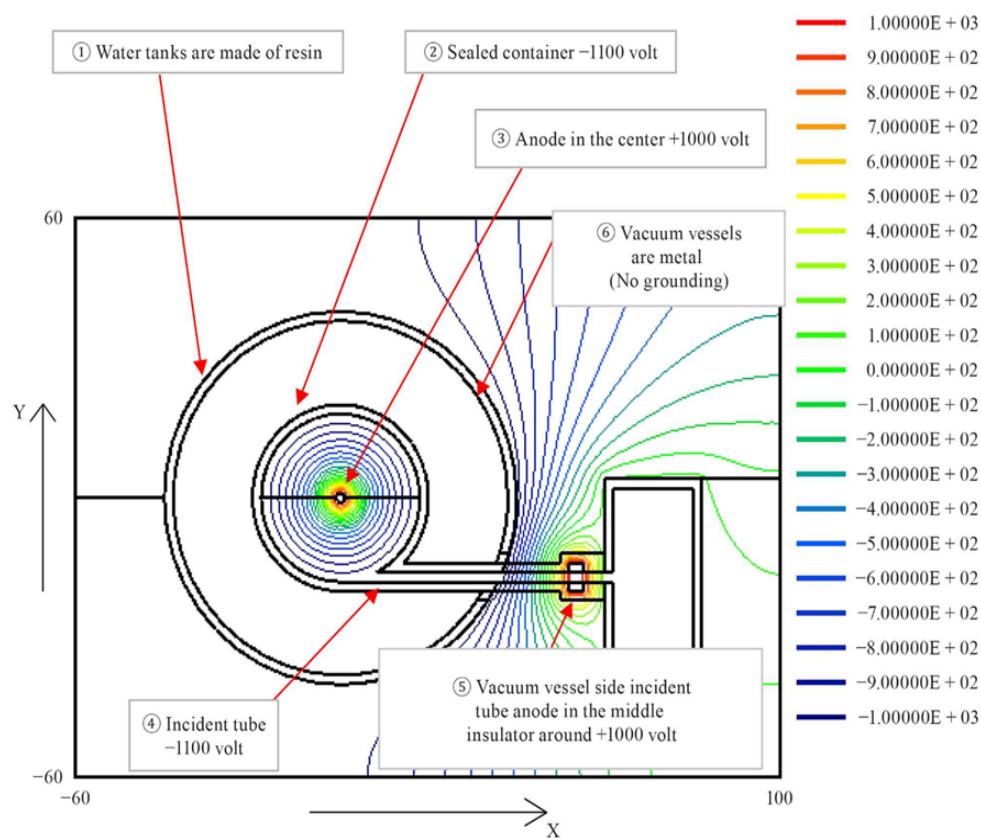 ① Water tanks are made of resin
② Sealed container −1100 volt
③ Anode in the center +1000 volt
⑥ Vacuum vessels
are metal
(No grounding)
④ Incident tube
−1100 volt
⑤ Vacuum vessel side incident
tube anode in the middle
insulator around +1000 volt
60
Y
−60
−60
100
X
1.00000E + 03
9.00000E + 02
8.00000E + 02
7.00000E + 02
6.00000E + 02
5.00000E + 02
4.00000E + 02
3.00000E + 02
2.00000E + 02
1.00000E + 02
0.00000E + 02
−1.00000E + 02
−2.00000E + 02
−3.00000E + 02
−4.00000E + 02
−5.00000E + 02
−6.00000E + 02
−7.00000E + 02
−8.00000E + 02
−9.00000E + 02
−1.00000E + 03